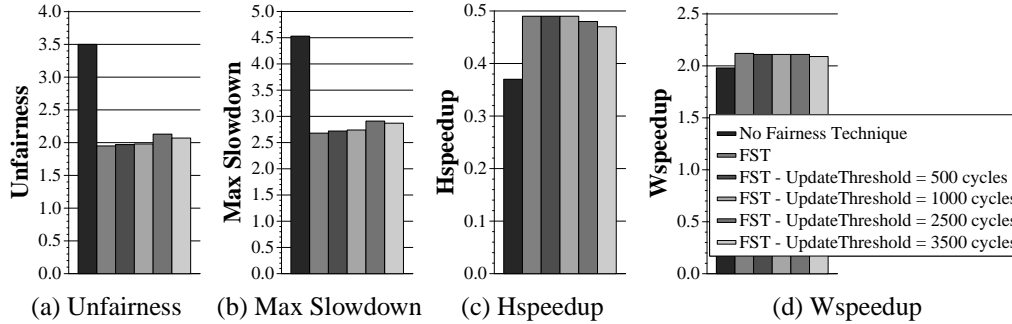 4.0
3.5
3.0
2.5
2.0
1.5
1.0
0.5
0.0
Unfairness
(a) Unfairness
5.0
4.5
4.0
3.5
3.0
2.5
2.0
1.5
1.0
0.5
0.0
Max Slowdown
(b) Max Slowdown
0.5
0.4
0.3
0.2
0.1
0.0
Hspeedup
(c) Hspeedup
2.5
2.0
1.5
1.0
0.5
0.0
Wspeedup
No Fairness Technique
FST
FST - UpdateThreshold = 500 cycles
FST - UpdateThreshold = 1000 cycles
FST - UpdateThreshold = 2500 cycles
FST - UpdateThreshold = 3500 cycles
(d) Wspeedup